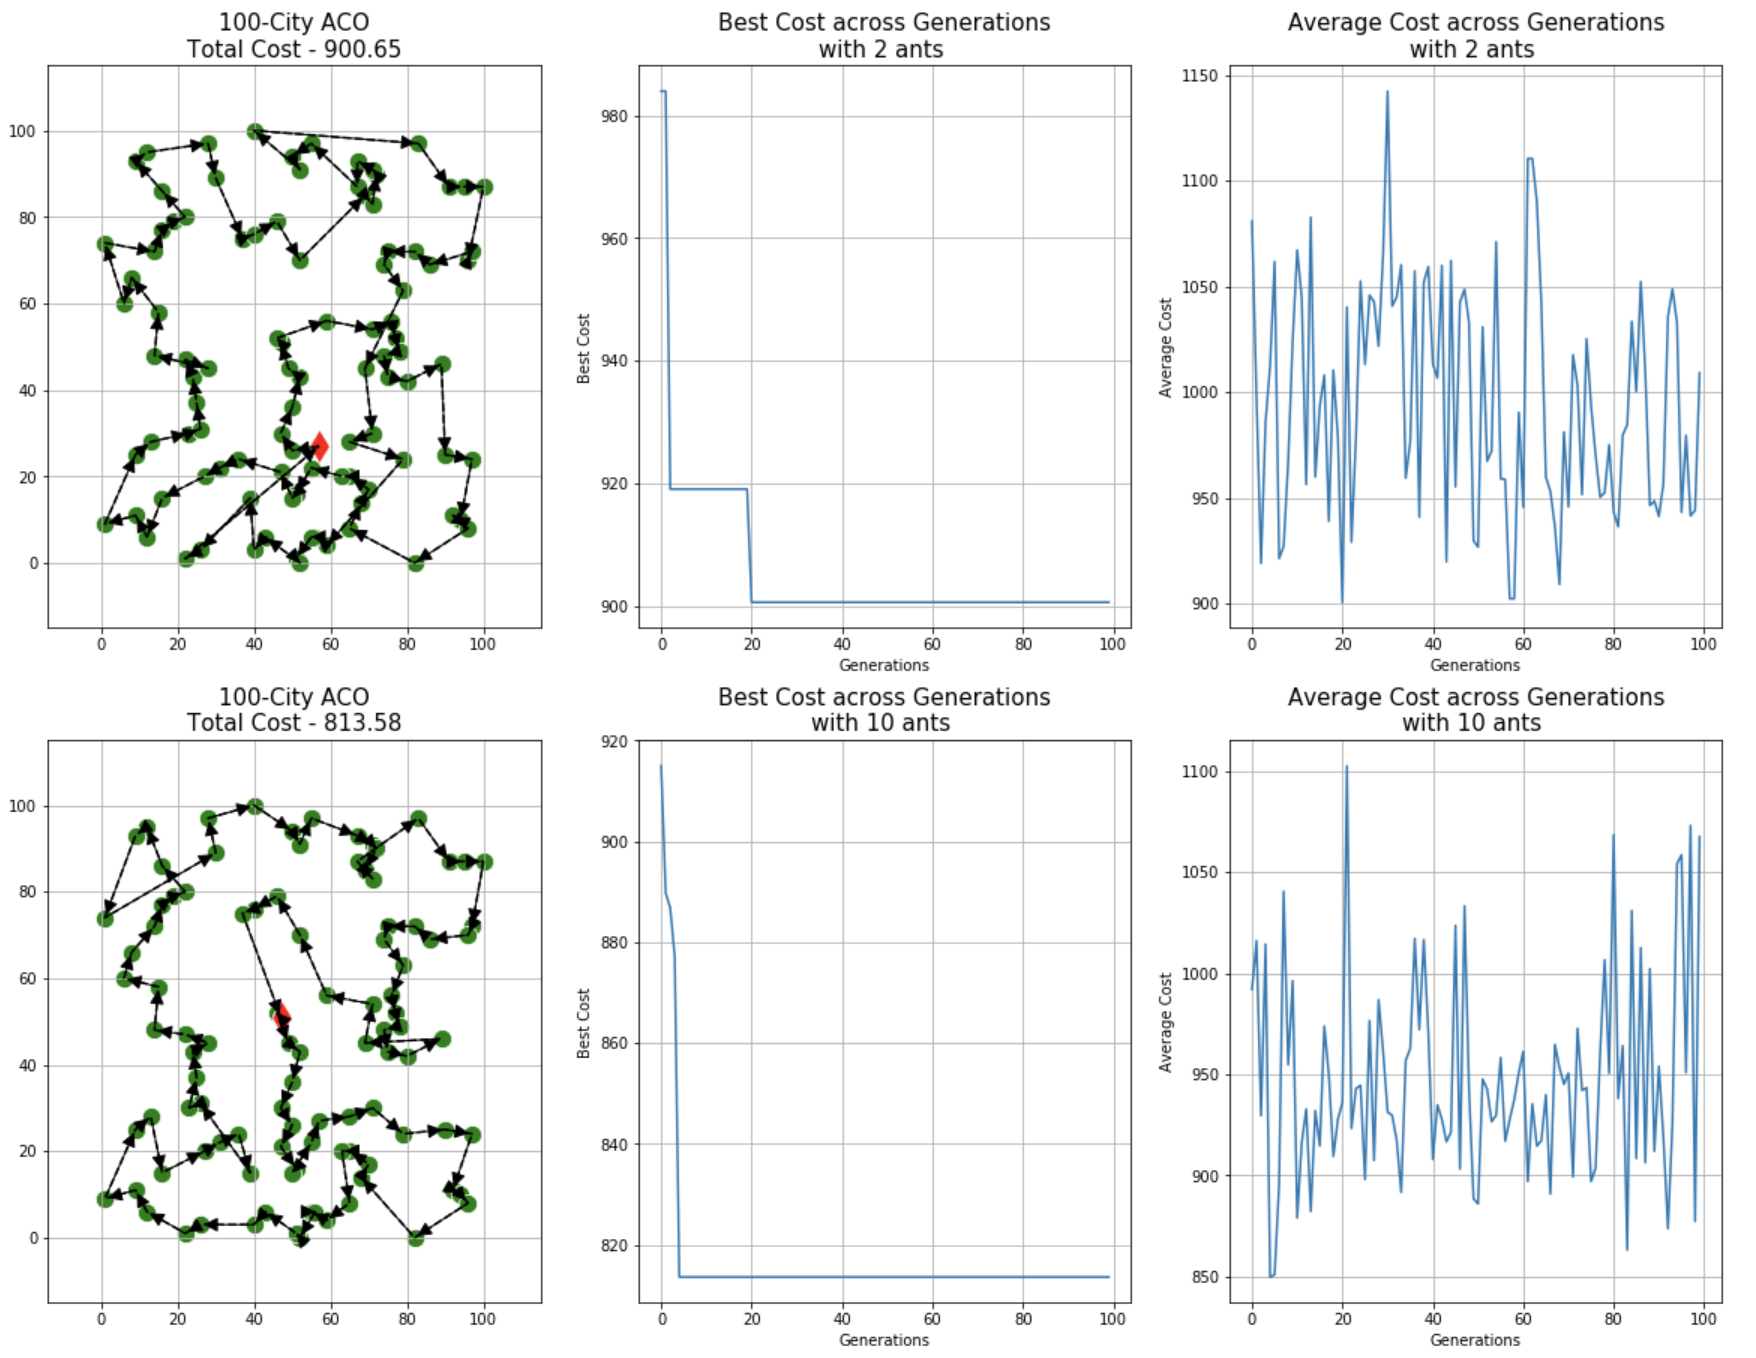 100-City ACO
Total Cost - 900.65
100
80
60
40
20
0
0 20 40 60 80 100
Best Cost across Generations
with 2 ants
Best Cost
980
960
940
920
900
0 20 40 60 80 100
Generations
Average Cost across Generations
with 2 ants
Average Cost
1150
1100
1050
1000
950
900
0 20 40 60 80 100
Generations
100-City ACO
Total Cost - 813.58
100
80
60
40
20
0
0 20 40 60 80 100
Best Cost across Generations
with 10 ants
Best Cost
920
900
880
860
840
820
0 20 40 60 80 100
Generations
Average Cost across Generations
with 10 ants
Average Cost
1100
1050
1000
950
900
850
0 20 40 60 80 100
Generations